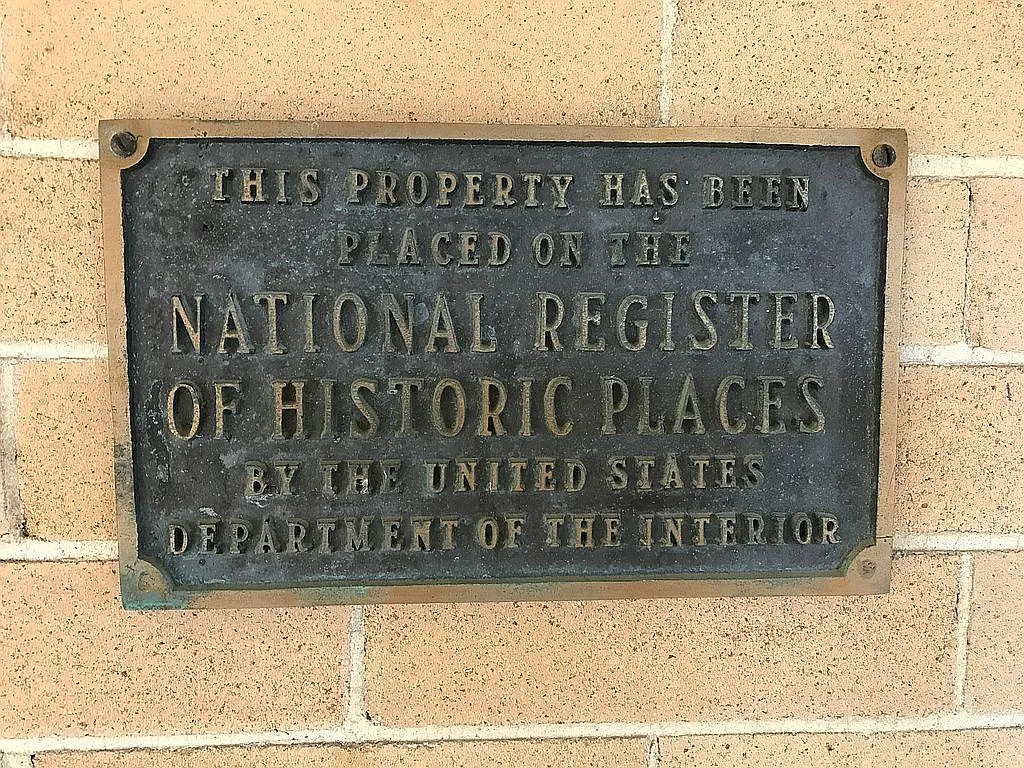 THIS PROPERTY HAS BEEN
PLACED ON THE
NATIONAL REGISTER
OF HISTORIC PLACES
BY THE UNITED STATES
DEPARTMENT OF THE INTERIOR